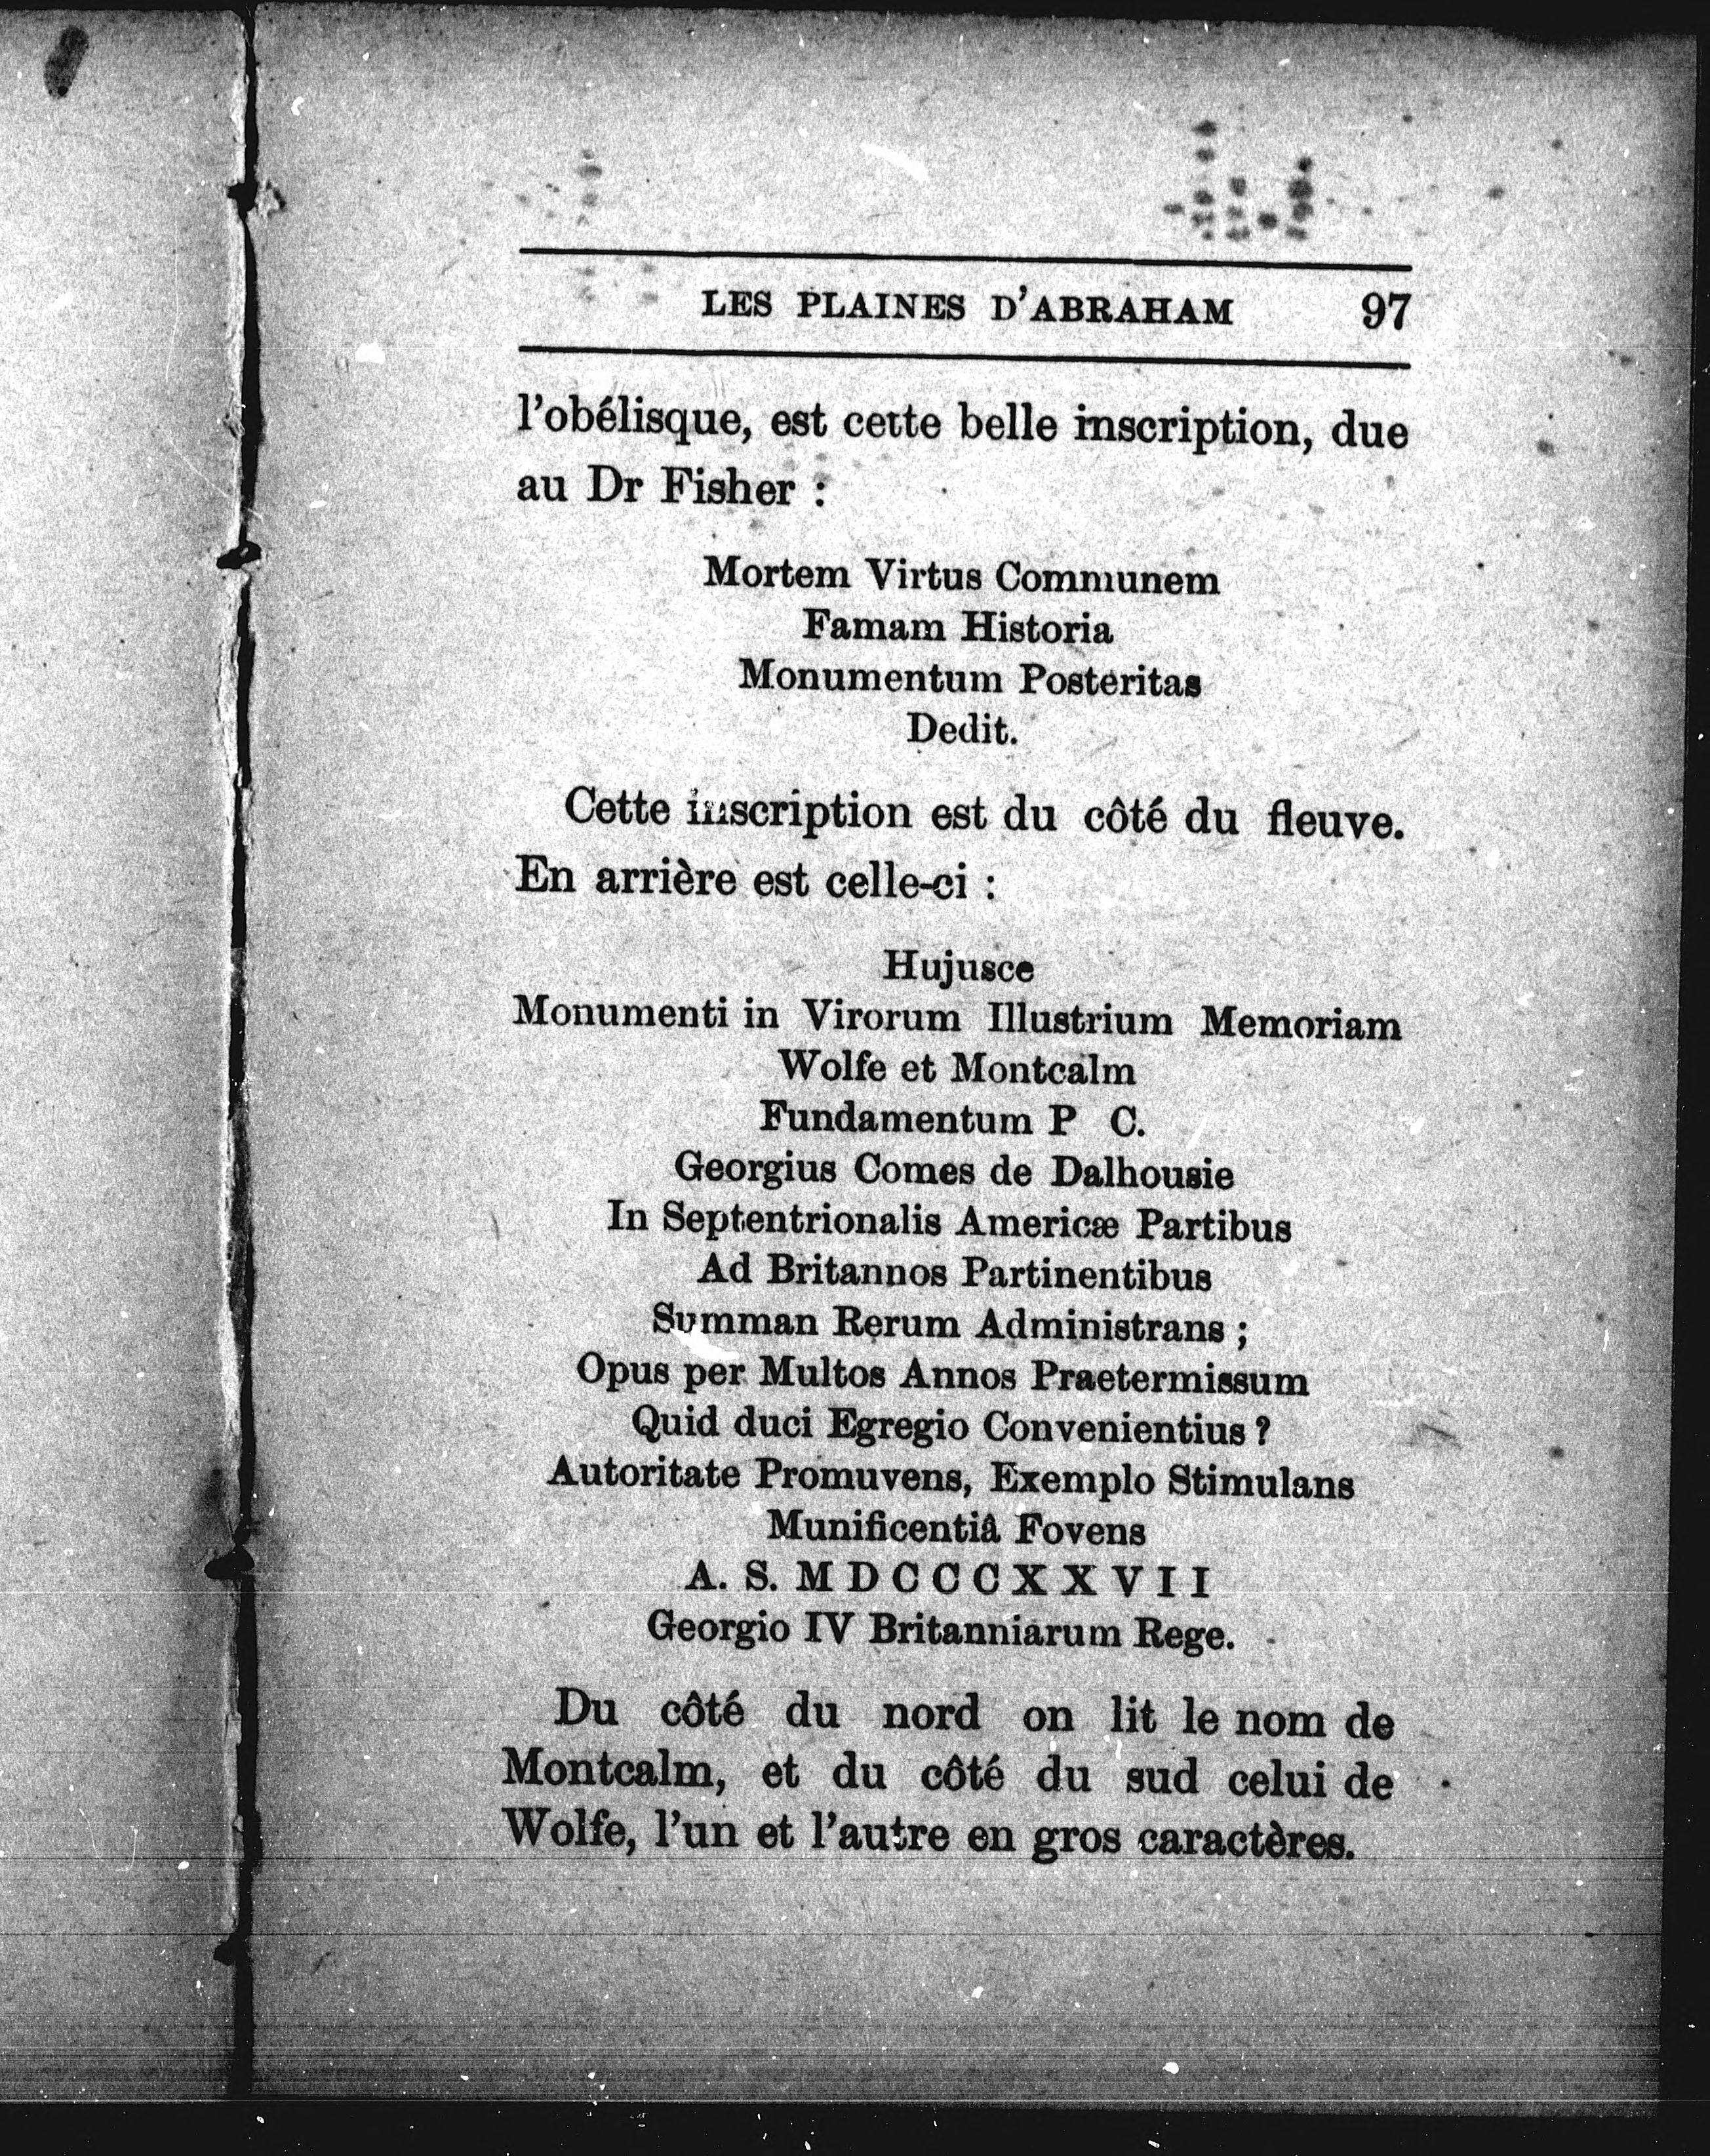 LES PLAINES D'ABRAHAM 97
l'obélisque, est cette belle inscription, due
au Dr Fisher :
Mortem Virtus Communem
Famam Historia
Monumentum Posteritas
Dedit.
Cette inscription est du côté du fleuve.
En arrière est celle-ci :
Hujusce
Monumenti in Virorum Illustrium Memoriam
Wolfe et Montcalm
Fundamentum P C.
Georgius Comes de Dalhousie
In Septentrionalis Americæ Partibus
Ad Britannos Partinentibus
Summan Rerum Administrans ;
Opus per Multos Annos Praetermissum
Quid duci Egregio Convenientius ?
Autoritate Promuvens, Exemplo Stimulans
Munificentiâ Fovens
A. S. M D C C C X X V I I
Georgio IV Britanniarum Rege.
Du côté du nord on lit le nom de
Montcalm, et du côté du sud celui de
Wolfe, l'un et l'autre en gros caractères.